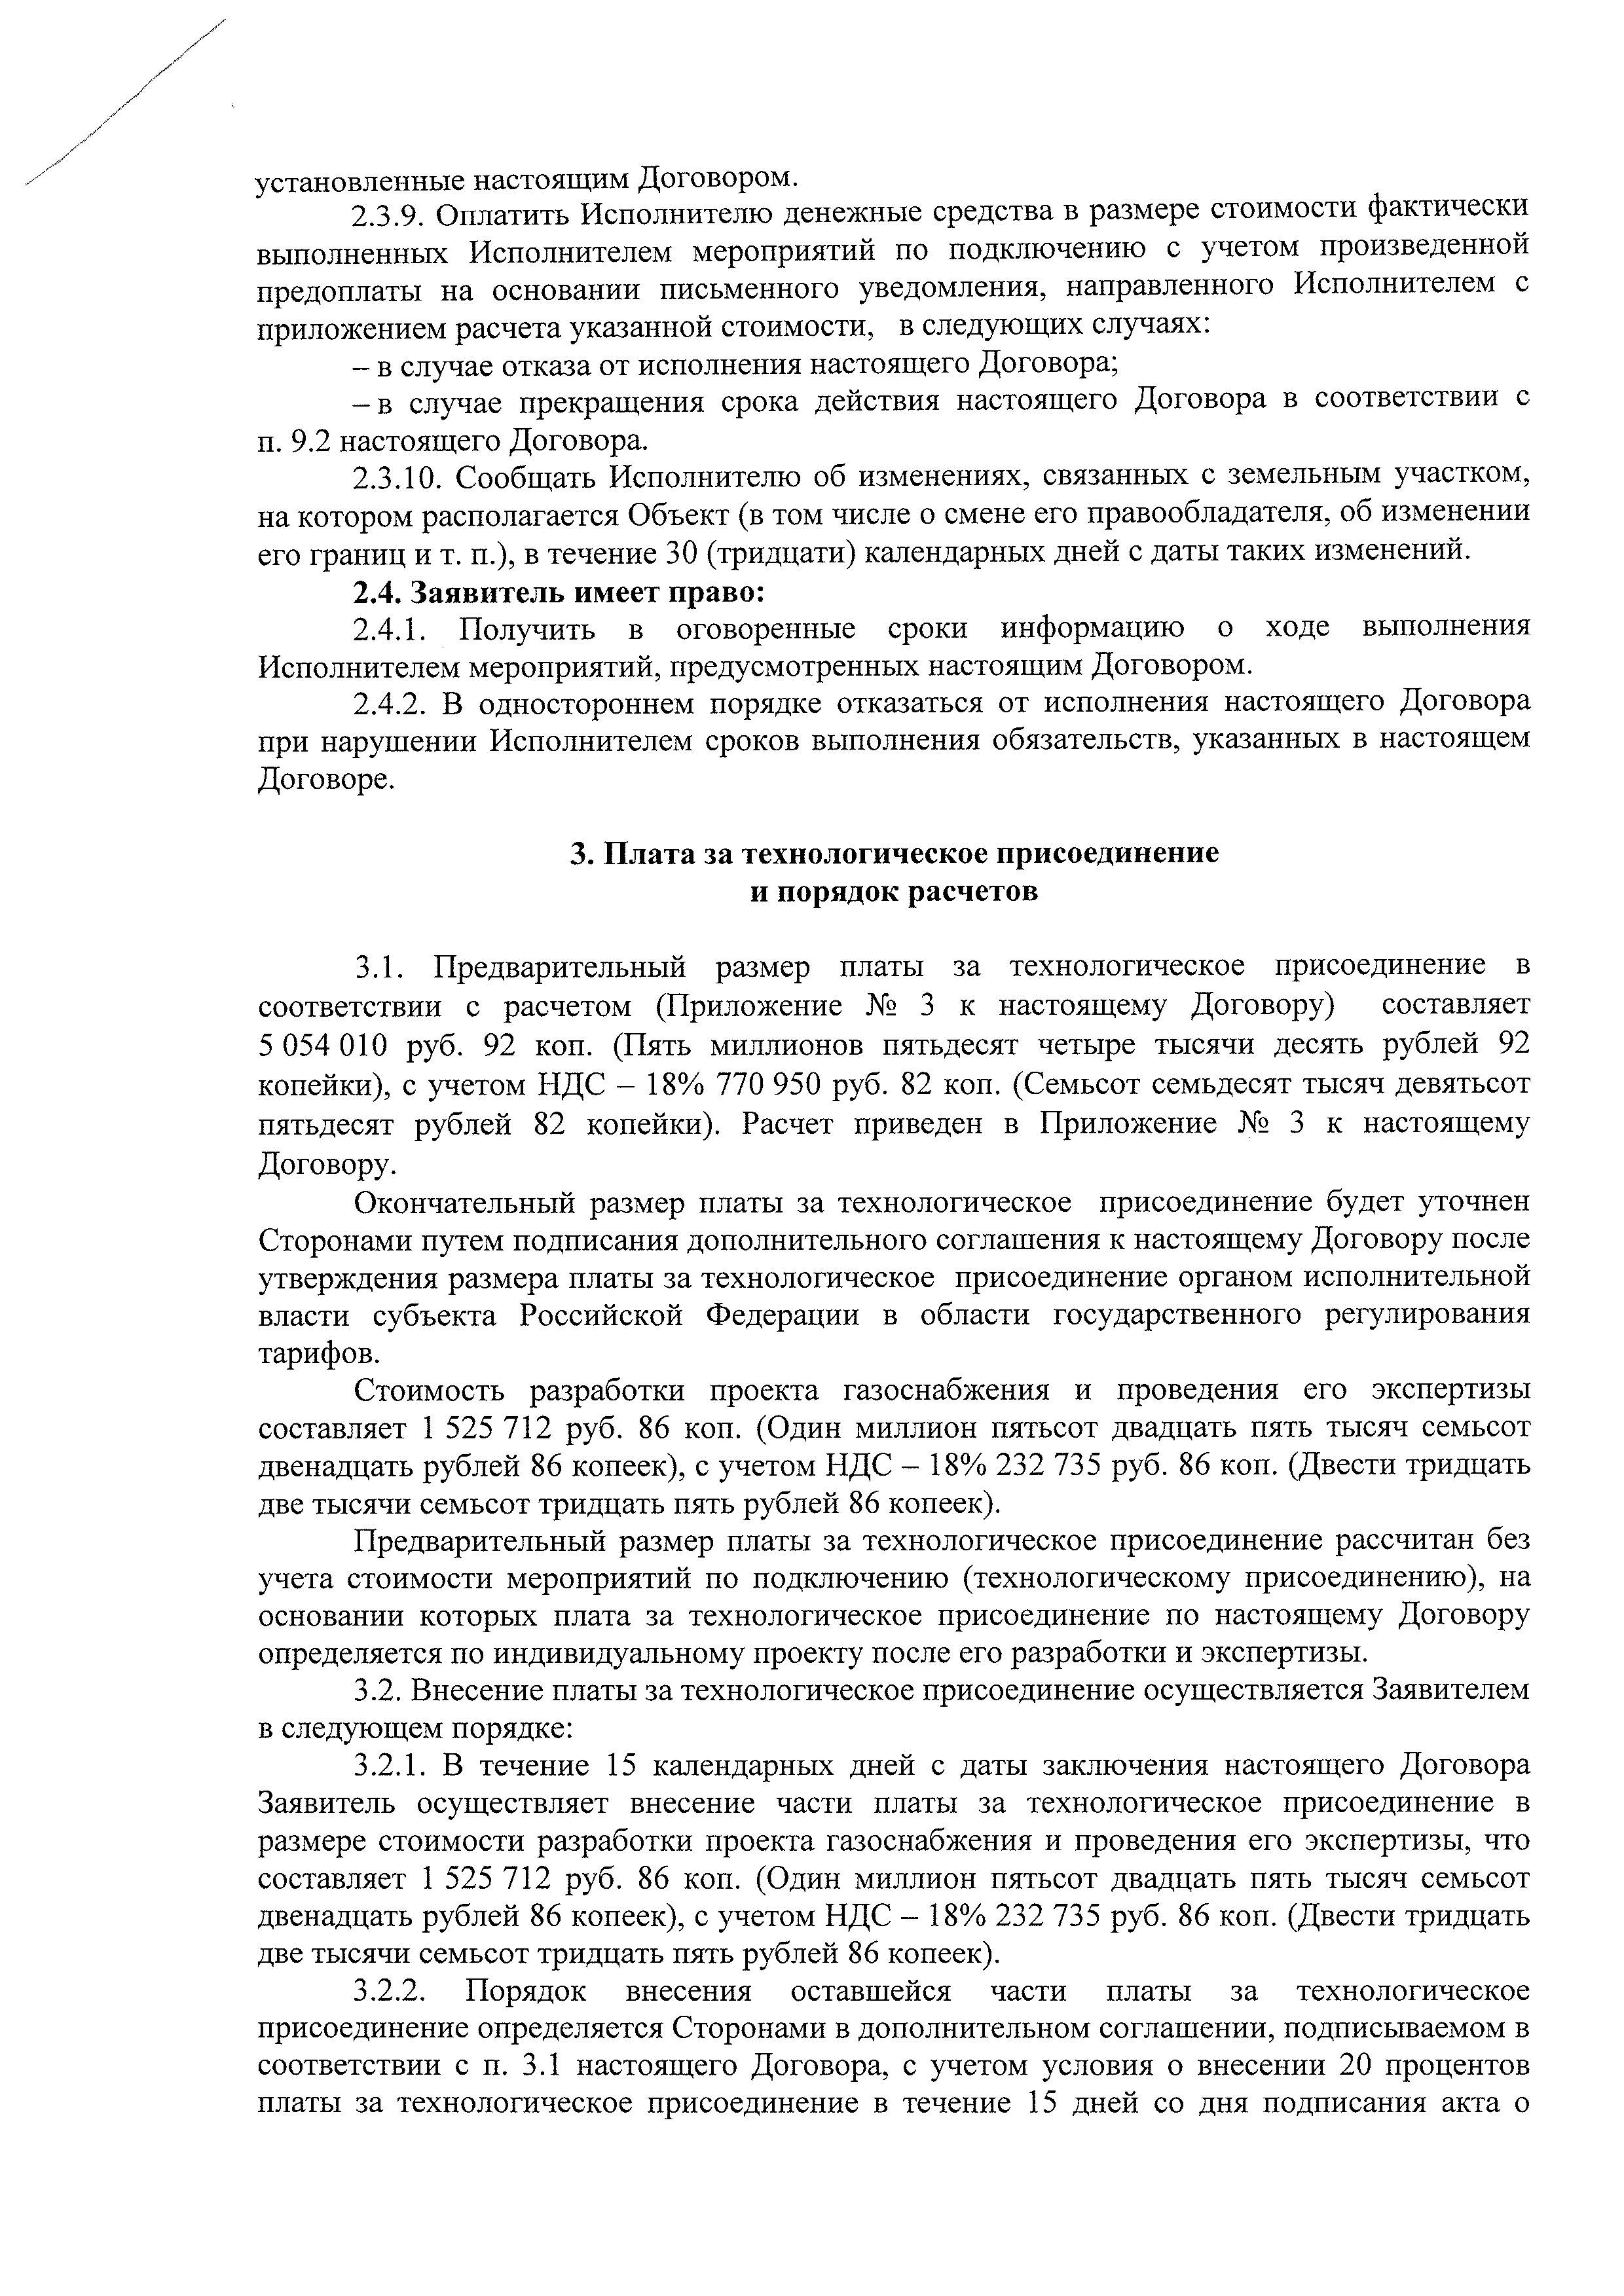 установленные настоящим Договором.
2.3.9. Оплатить Исполнителю денежные средства в размере стоимости фактически
выполненных Исполнителем мероприятий по подключению с учетом произведенной
предоплаты на основании письменного уведомления, направленного Исполнителем с
приложением расчета указанной стоимости, в следующих случаях:
– в случае отказа от исполнения настоящего Договора;
– в случае прекращения срока действия настоящего Договора в соответствии с
п. 9.2 настоящего Договора.
2.3.10. Сообщать Исполнителю об изменениях, связанных с земельным участком,
на котором располагается Объект (в том числе о смене его правообладателя, об изменении
его границ и т. п.), в течение 30 (тридцати) календарных дней с даты таких изменений.
2.4. Заявитель имеет право:
2.4.1. Получить в оговоренные сроки информацию о ходе выполнения
Исполнителем мероприятий, предусмотренных настоящим Договором.
2.4.2. В одностороннем порядке отказаться от исполнения настоящего Договора
при нарушении Исполнителем сроков выполнения обязательств, указанных в настоящем
Договоре.
3. Плата за технологическое присоединение
и порядок расчетов
3.1. Предварительный размер платы за технологическое присоединение в
соответствии с расчетом (Приложение № 3 к настоящему Договору) составляет
5 054 010 руб. 92 коп. (Пять миллионов пятьдесят четыре тысячи десять рублей 92
копейки), с учетом НДС – 18% 770 950 руб. 82 коп. (Семьсот семьдесят тысяч девятьсот
пятьдесят рублей 82 копейки). Расчет приведен в Приложение № 3 к настоящему
Договору.
Окончательный размер платы за технологическое присоединение будет уточнен
Сторонами путем подписания дополнительного соглашения к настоящему Договору после
утверждения размера платы за технологическое присоединение органом исполнительной
власти субъекта Российской Федерации в области государственного регулирования
тарифов.
Стоимость разработки проекта газоснабжения и проведения его экспертизы
составляет 1 525 712 руб. 86 коп. (Один миллион пятьсот двадцать пять тысяч семьсот
двенадцать рублей 86 копеек), с учетом НДС – 18% 232 735 руб. 86 коп. (Двести тридцать
две тысячи семьсот тридцать пять рублей 86 копеек).
Предварительный размер платы за технологическое присоединение рассчитан без
учета стоимости мероприятий по подключению (технологическому присоединению), на
основании которых плата за технологическое присоединение по настоящему Договору
определяется по индивидуальному проекту после его разработки и экспертизы.
3.2. Внесение платы за технологическое присоединение осуществляется Заявителем
в следующем порядке:
3.2.1. В течение 15 календарных дней с даты заключения настоящего Договора
Заявитель осуществляет внесение части платы за технологическое присоединение в
размере стоимости разработки проекта газоснабжения и проведения его экспертизы, что
составляет 1 525 712 руб. 86 коп. (Один миллион пятьсот двадцать пять тысяч семьсот
двенадцать рублей 86 копеек), с учетом НДС – 18% 232 735 руб. 86 коп. (Двести тридцать
две тысячи семьсот тридцать пять рублей 86 копеек).
3.2.2. Порядок внесения оставшейся части платы за технологическое
присоединение определяется Сторонами в дополнительном соглашении, подписываемом в
соответствии с п. 3.1 настоящего Договора, с учетом условия о внесении 20 процентов
платы за технологическое присоединение в течение 15 дней со дня подписания акта о